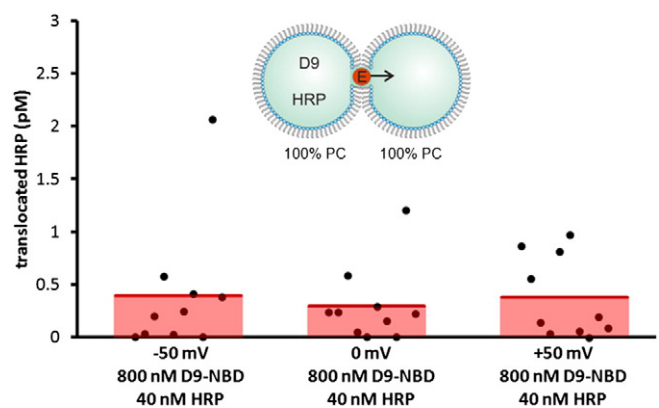 3
2.5
2
1.5
1
0.5
0
translocated HRP (pM)
D9
HRP
E
100% PC 100% PC
-50 mV 0 mV +50 mV
800 nM D9-NBD 800 nM D9-NBD 800 nM D9-NBD
40 nM HRP 40 nM HRP 40 nM HRP